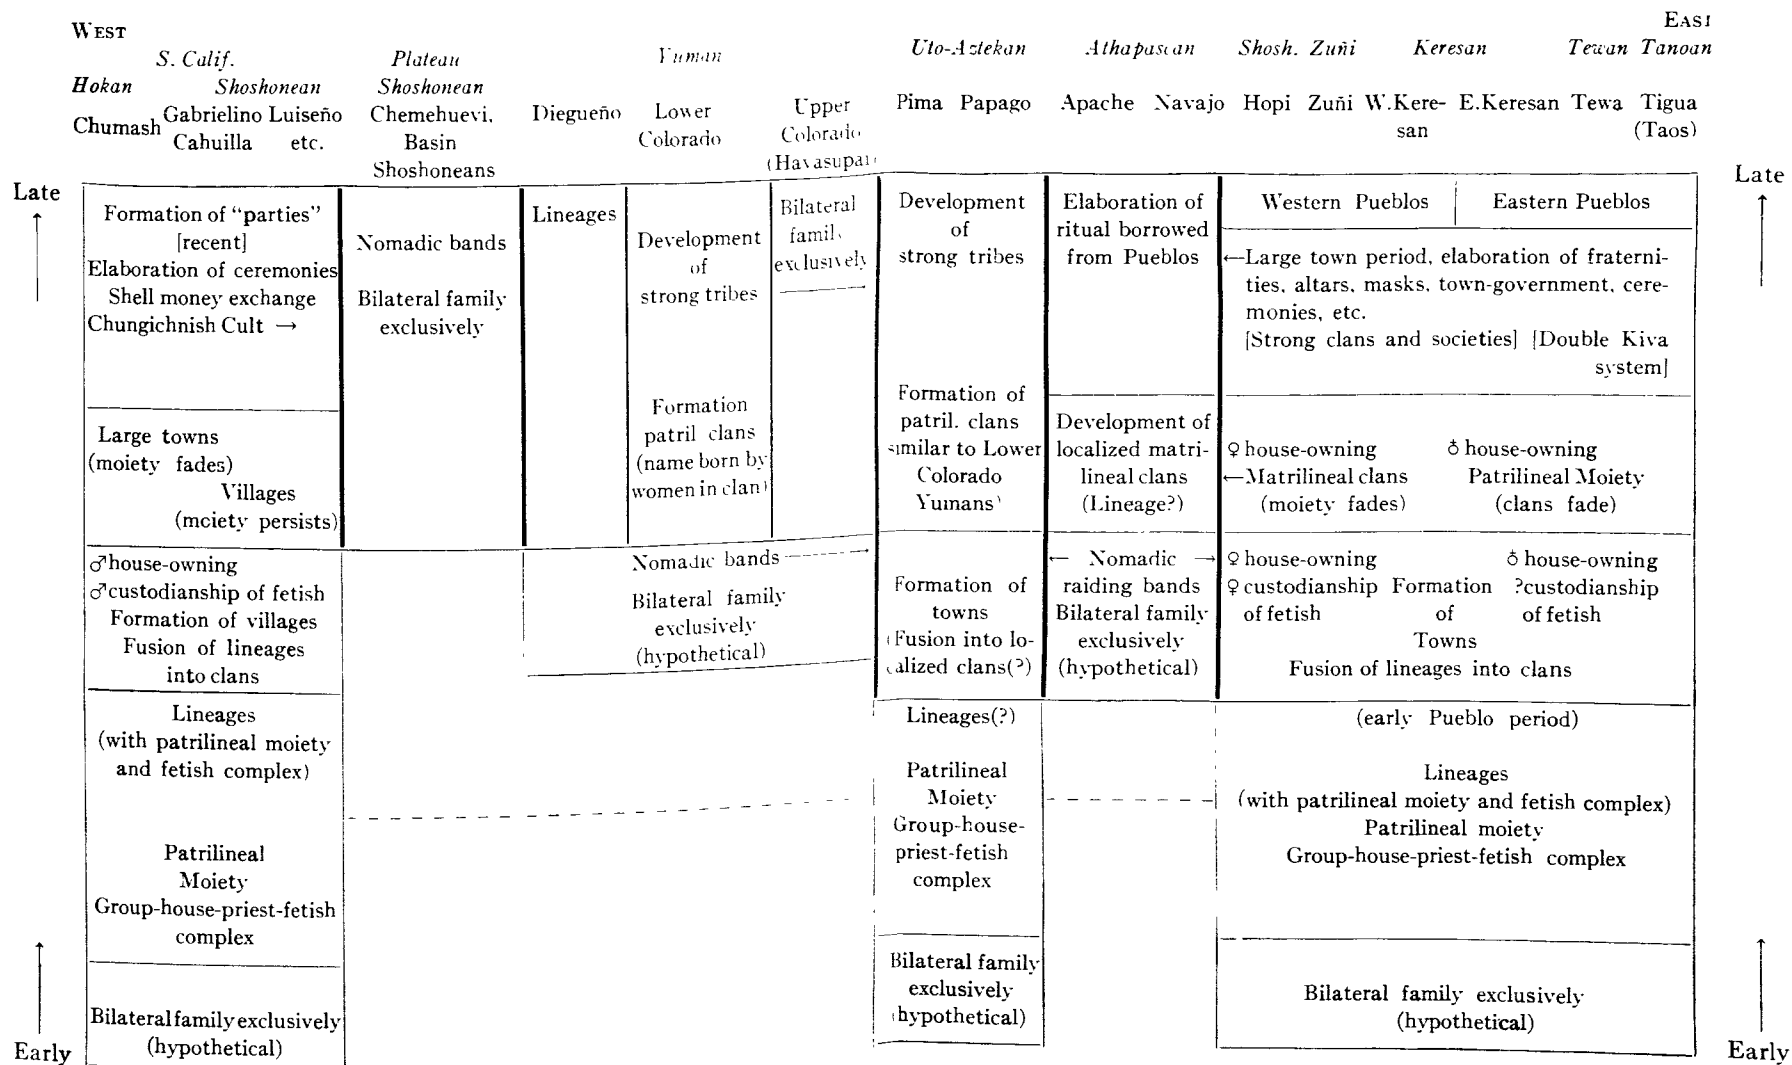 WEST
EAST
S. Calif.
Plateau
Yuman
Uto-Aztekan
Athapascan
Shosh. Zuñi
Keresan
Tewan Tanoan
Hokan
Shoshonean
Shoshonean
Chumash
Gabrielino Luiseño
Cahuilla etc.
Chemehuevi,
Basin
Shoshoneans
Diegueño
Lower
Colorado
Upper
Colorado
(Havasupai)
Pima Papago
Apache Navajo
Hopi Zuñi W.Kere-
san
E.Keresan Tewa Tigua
(Taos)
Late
Late
Formation of “parties”
[recent]
Elaboration of ceremonies
Shell money exchange
Chungichnish Cult →
Nomadic bands
Bilateral family
exclusively
Lineages
Development
of
strong tribes
Bilateral
family
exclusively
Development
of
strong tribes
Elaboration of
ritual borrowed
from Pueblos
Western Pueblos
Eastern Pueblos
←Large town period, elaboration of fraterni-
ties, altars, masks, town-government, cere-
monies, etc.
[Strong clans and societies] [Double Kiva
system]
Large towns
(moiety fades)
Villages
(moiety persists)
Formation
patril clans
(name born by
women in clan)
Formation of
patril. clans
similar to Lower
Colorado
Yumans)
Development of
localized matri-
lineal clans
(Lineage?)
♀ house-owning
←Matrilineal clans
(moiety fades)
♁ house-owning
Patrilineal Moiety
(clans fade)
♂house-owning
♂custodianship of fetish
Formation of villages
Fusion of lineages
into clans
Nomadic bands
Bilateral family
exclusively
(hypothetical)
Formation of
towns
(Fusion into lo-
calized clans(?)
← Nomadic →
raiding bands
Bilateral family
exclusively
(hypothetical)
♀ house-owning
♀ custodianship
of fetish
Formation
of
Towns
♁ house-owning
?custodianship
of fetish
Fusion of lineages into clans
Lineages
(with patrilineal moiety
and fetish complex)
Patrilineal
Moiety
Group-house-priest-fetish
complex
Lineages(?)
Patrilineal
Moiety
Group-house-
priest-fetish
complex
(early Pueblo period)
Lineages
(with patrilineal moiety and fetish complex)
Patrilineal moiety
Group-house-priest-fetish complex
Bilateral family exclusively
(hypothetical)
Bilateral family
exclusively
(hypothetical)
Bilateral family exclusively
(hypothetical)
Early
Early